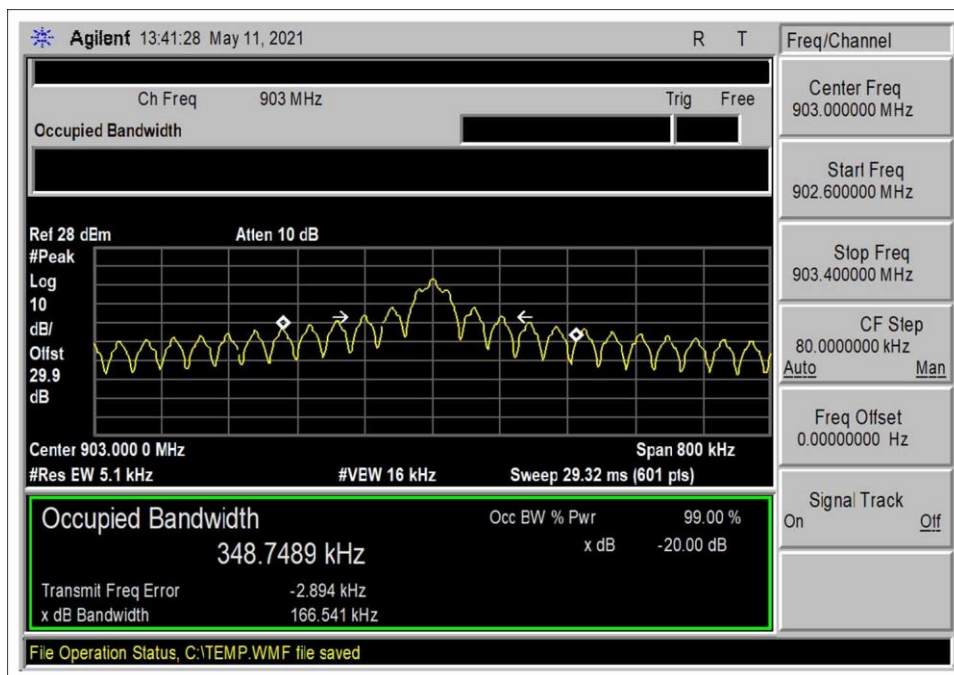 Agilent 13:41:28 May 11, 2021 R T
Ch Freq 903 MHz Trig Free
Occupied Bandwidth
Ref 28 dBm Atten 10 dB
#Peak
Log
10
dB/
Offst
29.9
dB
Center 903.000 0 MHz Span 800 kHz
#Res EW 5.1 kHz #VBW 16 kHz Sweep 29.32 ms (601 pts)
Occupied Bandwidth Occ BW % Pwr 99.00 %
348.7489 kHz x dB -20.00 dB
Transmit Freq Error -2.894 kHz
x dB Bandwidth 166.541 kHz
File Operation Status, C:\TEMP.WMF file saved
Freq/Channel
Center Freq
903.000000 MHz
Start Freq
902.600000 MHz
Stop Freq
903.400000 MHz
CF Step
80.0000000 kHz
Auto Man
Freq Offset
0.00000000 Hz
Signal Track
On Off